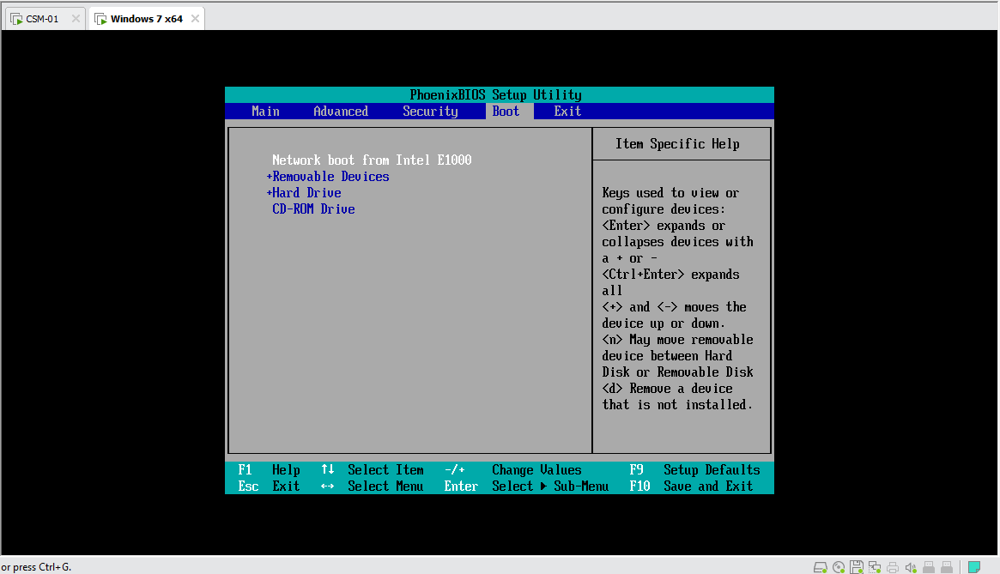 CSM-01
Windows 7 x64
PhoenixBIOS Setup Utility
Main Advanced Security Boot Exit
Network boot from Intel E1000
+Removable Devices
+Hard Drive
CD-ROM Drive
Item Specific Help
Keys used to view or
configure devices:
<Enter> expands or
collapses devices with
a + or -
<Ctrl+Enter> expands
all
<+> and <-> moves the
device up or down.
<n> May move removable
device between Hard
Disk or Removable Disk
<d> Remove a device
that is not installed.
F1 Help ↑↓ Select Item -/+ Change Values F9 Setup Defaults
Esc Exit ↔ Select Menu Enter Select ▶ Sub-Menu F10 Save and Exit
or press Ctrl+G.